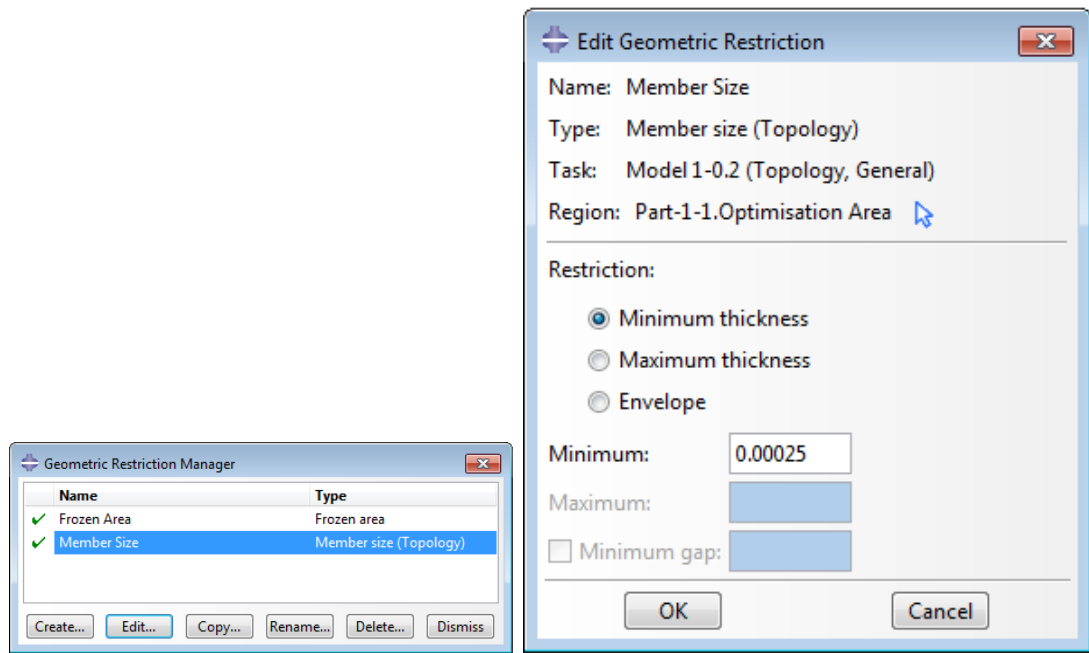 Geometric Restriction Manager
Name Type
Frozen Area Frozen area
Member Size Member size (Topology)
Create... Edit... Copy... Rename... Delete... Dismiss
Edit Geometric Restriction
Name: Member Size
Type: Member size (Topology)
Task: Model 1-0.2 (Topology, General)
Region: Part-1-1.Optimisation Area
Restriction:
Minimum thickness
Maximum thickness
Envelope
Minimum: 0.00025
Maximum:
Minimum gap:
OK Cancel